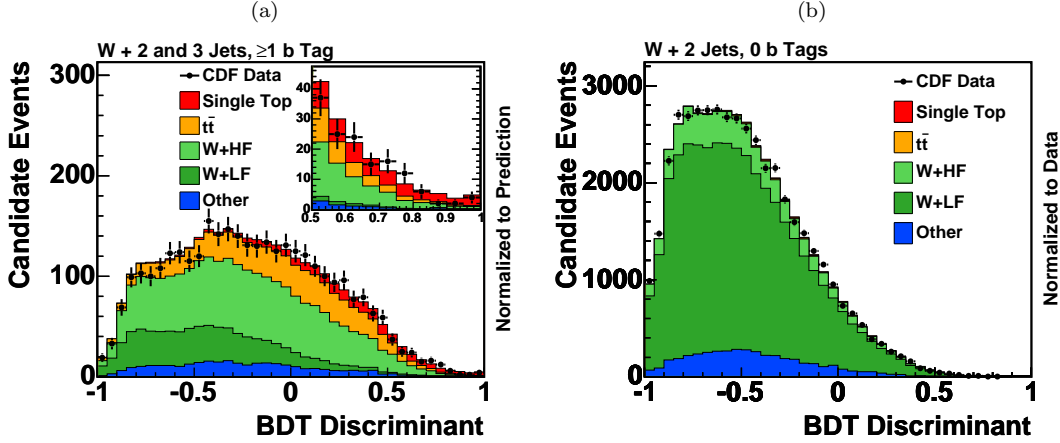 (a)
W + 2 and 3 Jets, ≥1 b Tag
Candidate Events
300
200
100
0
-1
-0.5
0
0.5
1
BDT Discriminant
Normalized to Prediction
CDF Data
Single Top
tt̄
W+HF
W+LF
Other
40
30
20
10
0
0.5
0.6
0.7
0.8
0.9
1
(b)
W + 2 Jets, 0 b Tags
Candidate Events
3000
2000
1000
0
-1
-0.5
0
0.5
1
BDT Discriminant
Normalized to Data
CDF Data
Single Top
tt̄
W+HF
W+LF
Other